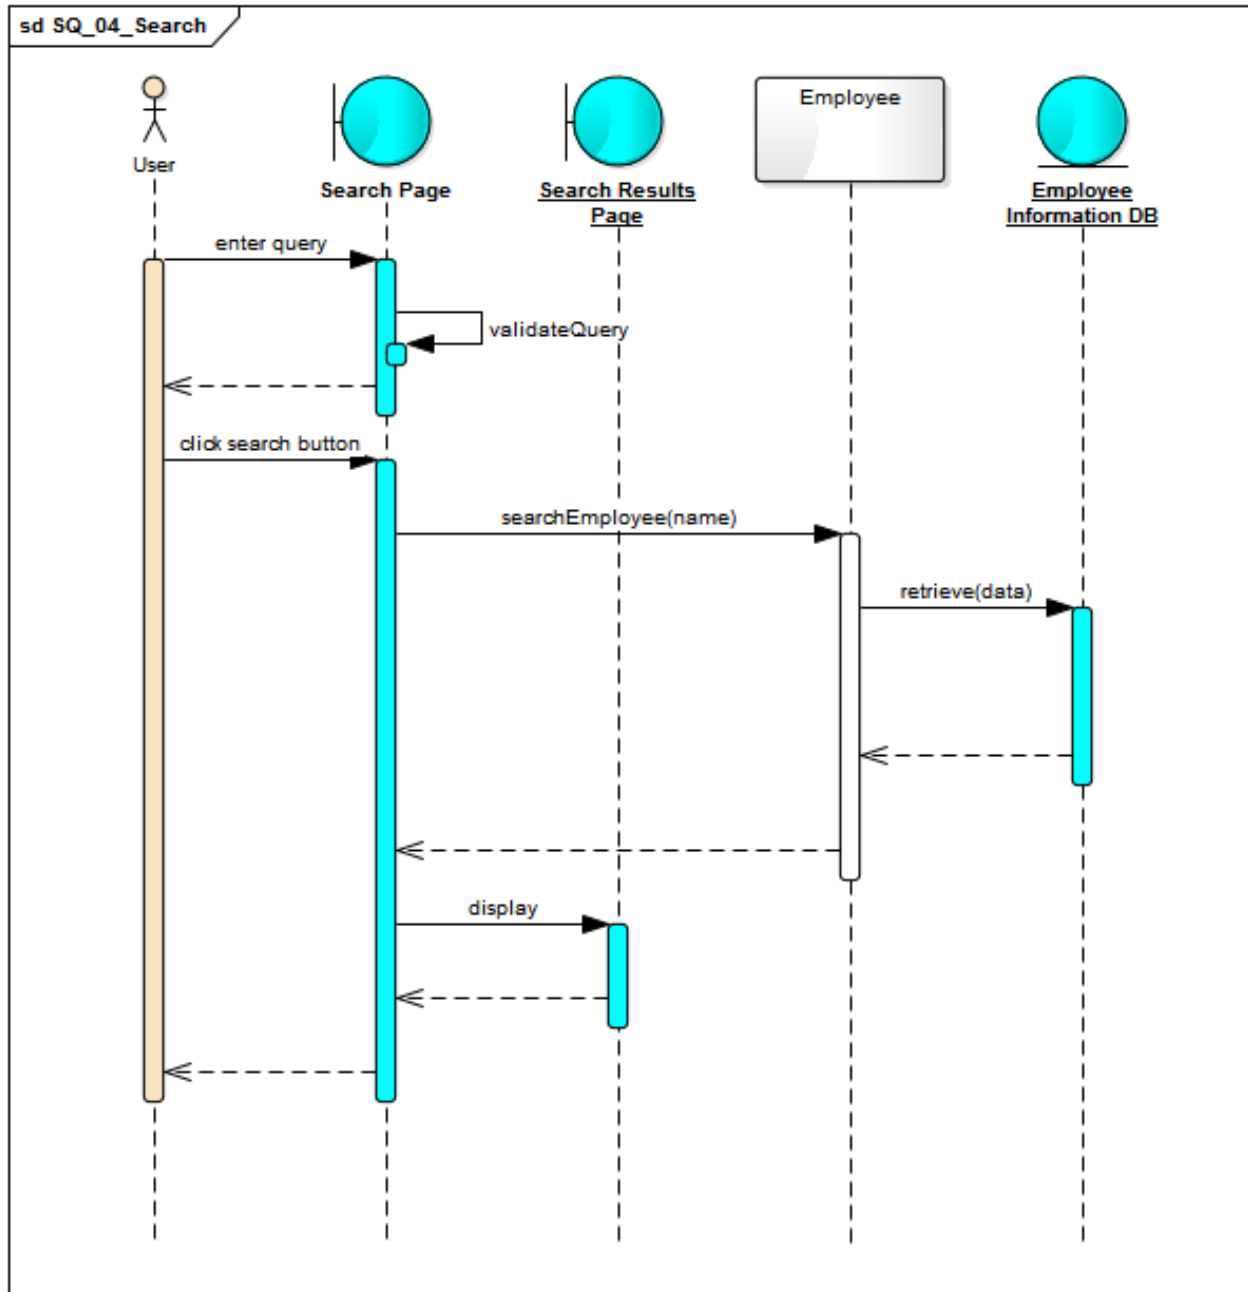 sd SQ_04_Search
Employee
User
Search Page
Search Results
Page
Employee
Information DB
enter query
validateQuery
click search button
searchEmployee(name)
retrieve(data)
display